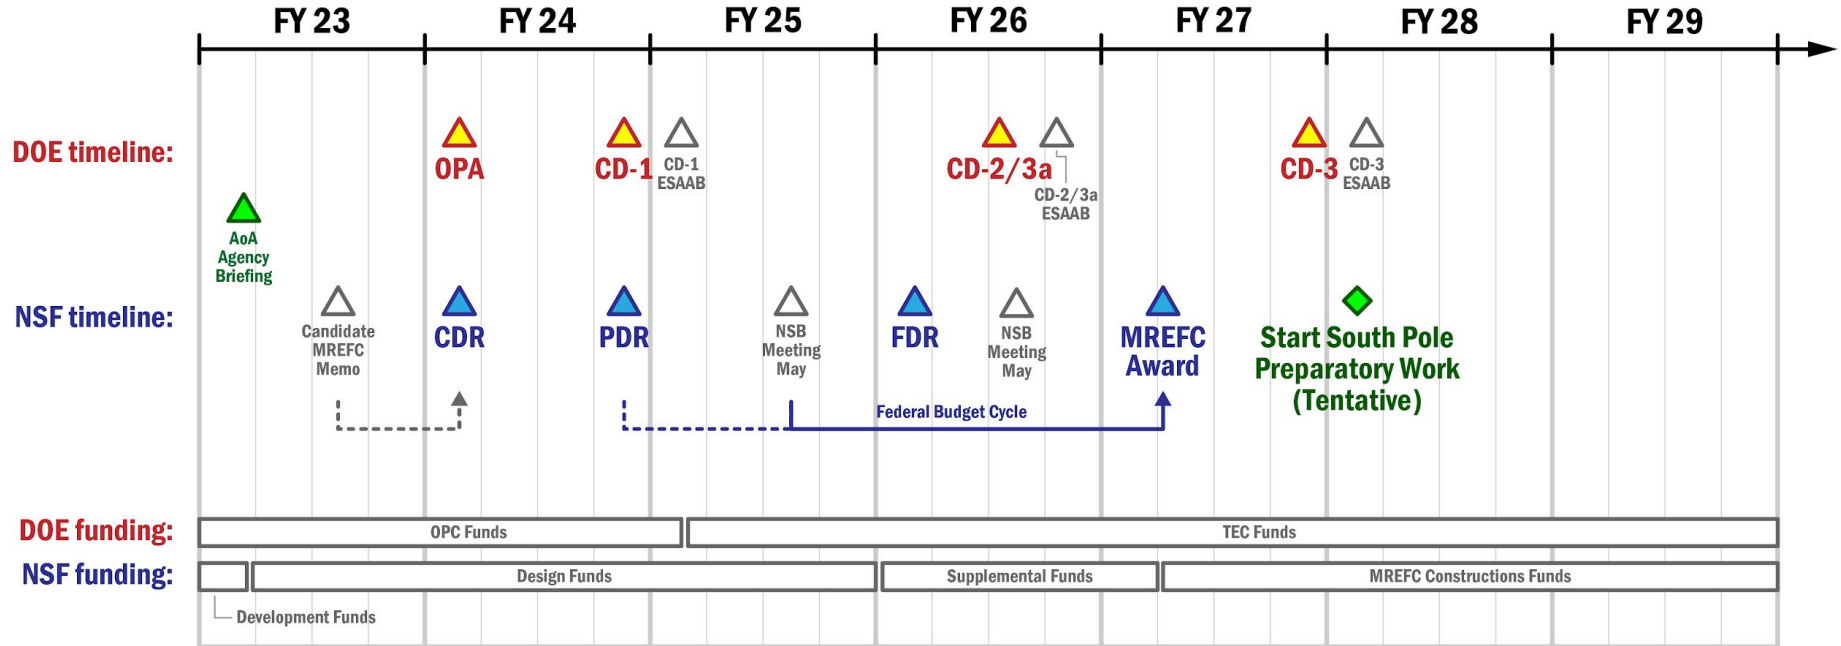 FY 23 FY 24 FY 25 FY 26 FY 27 FY 28 FY 29
DOE timeline:
OPA
CD-1
CD-1
ESAAB
CD-2/3a
CD-2/3a
ESAAB
CD-3
CD-3
ESAAB
AoA
Agency
Briefing
NSF timeline:
Candidate
MREFC
Memo
CDR
PDR
NSB
Meeting
May
FDR
NSB
Meeting
May
MREFC
Award
Start South Pole
Preparatory Work
(Tentative)
Federal Budget Cycle
DOE funding:
OPC Funds
TEC Funds
NSF funding:
Design Funds
Supplemental Funds
MREFC Constructions Funds
Development Funds